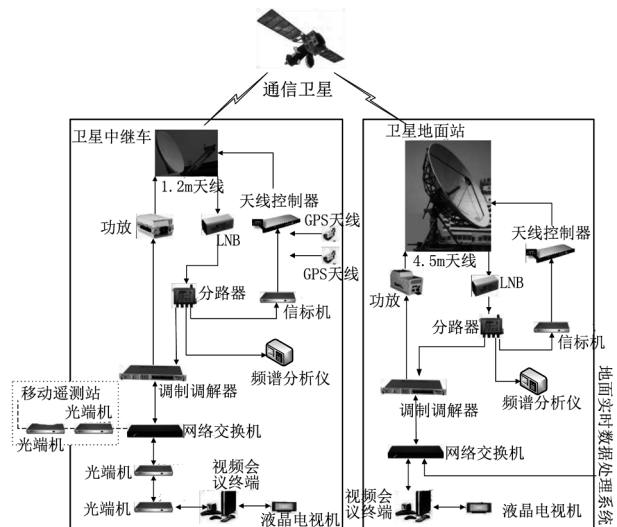 通信卫星
卫星中继车
1.2m天线
天线控制器
功放
LNB
GPS天线
GPS天线
分路器
信标机
频谱分析仪
调制调解器
移动遥测站
光端机
光端机
网络交换机
光端机
光端机
视频会
议终端
液晶电视机
卫星地面站
4.5m天线
天线控制器
功放
LNB
分路器
信标机
频谱分析仪
调制调解器
网络交换机
视频会
议终端
液晶电视机
地面实时数据处理系统